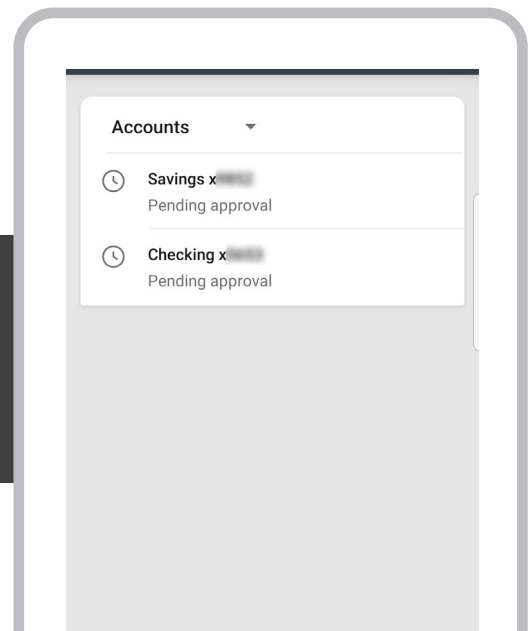 Accounts
Savings x
Pending approval
Checking x
Pending approval